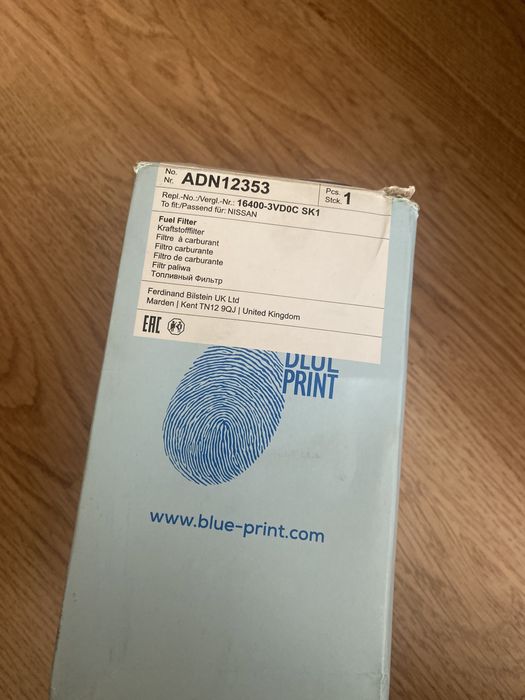 No.
Nr. ADN12353
Pcs.
Stck. 1
Repl.-No.:/Vergl.-Nr.: 16400-3VD0C SK1
To fit:/Passend für: NISSAN
Fuel Filter
Kraftstofffilter
Filtre à carburant
Filtro carburante
Filtro de carburante
Filtr paliwa
Топливный Фильтр
Ferdinand Bilstein UK Ltd
Marden | Kent TN12 9QJ | United Kingdom
EAC
BLUE
PRINT
www.blue-print.com